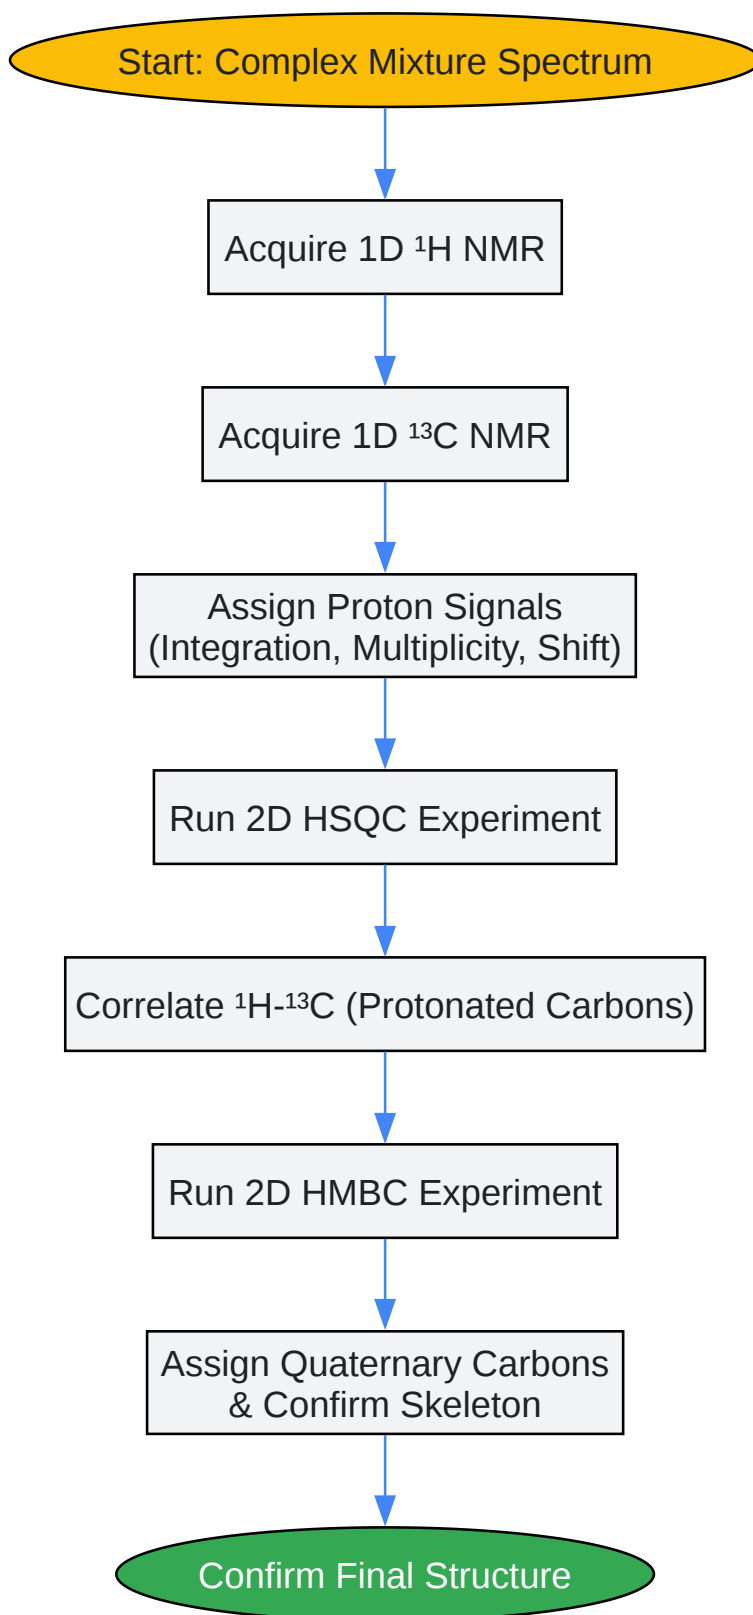 Start: Complex Mixture Spectrum
Acquire 1D ¹H NMR
Acquire 1D ¹³C NMR
Assign Proton Signals
(Integration, Multiplicity, Shift)
Run 2D HSQC Experiment
Correlate ¹H-¹³C (Protonated Carbons)
Run 2D HMBC Experiment
Assign Quaternary Carbons
& Confirm Skeleton
Confirm Final Structure